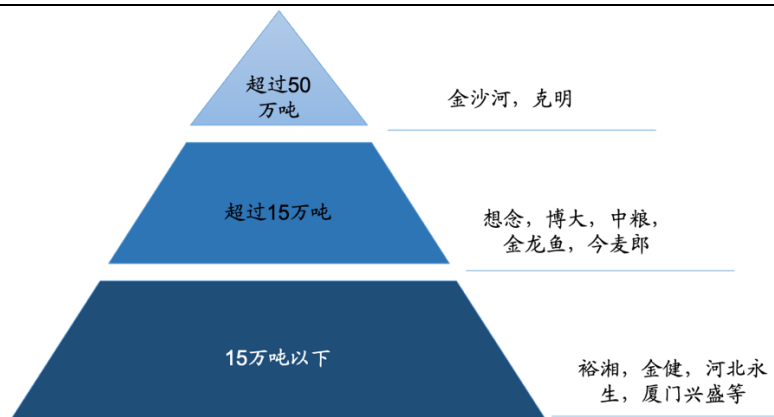 超过50
万吨
金沙河，克明
超过15万吨
想念，博大，中粮，
金龙鱼，今麦郎
15万吨以下
裕湘，金健，河北永
生，厦门兴盛等